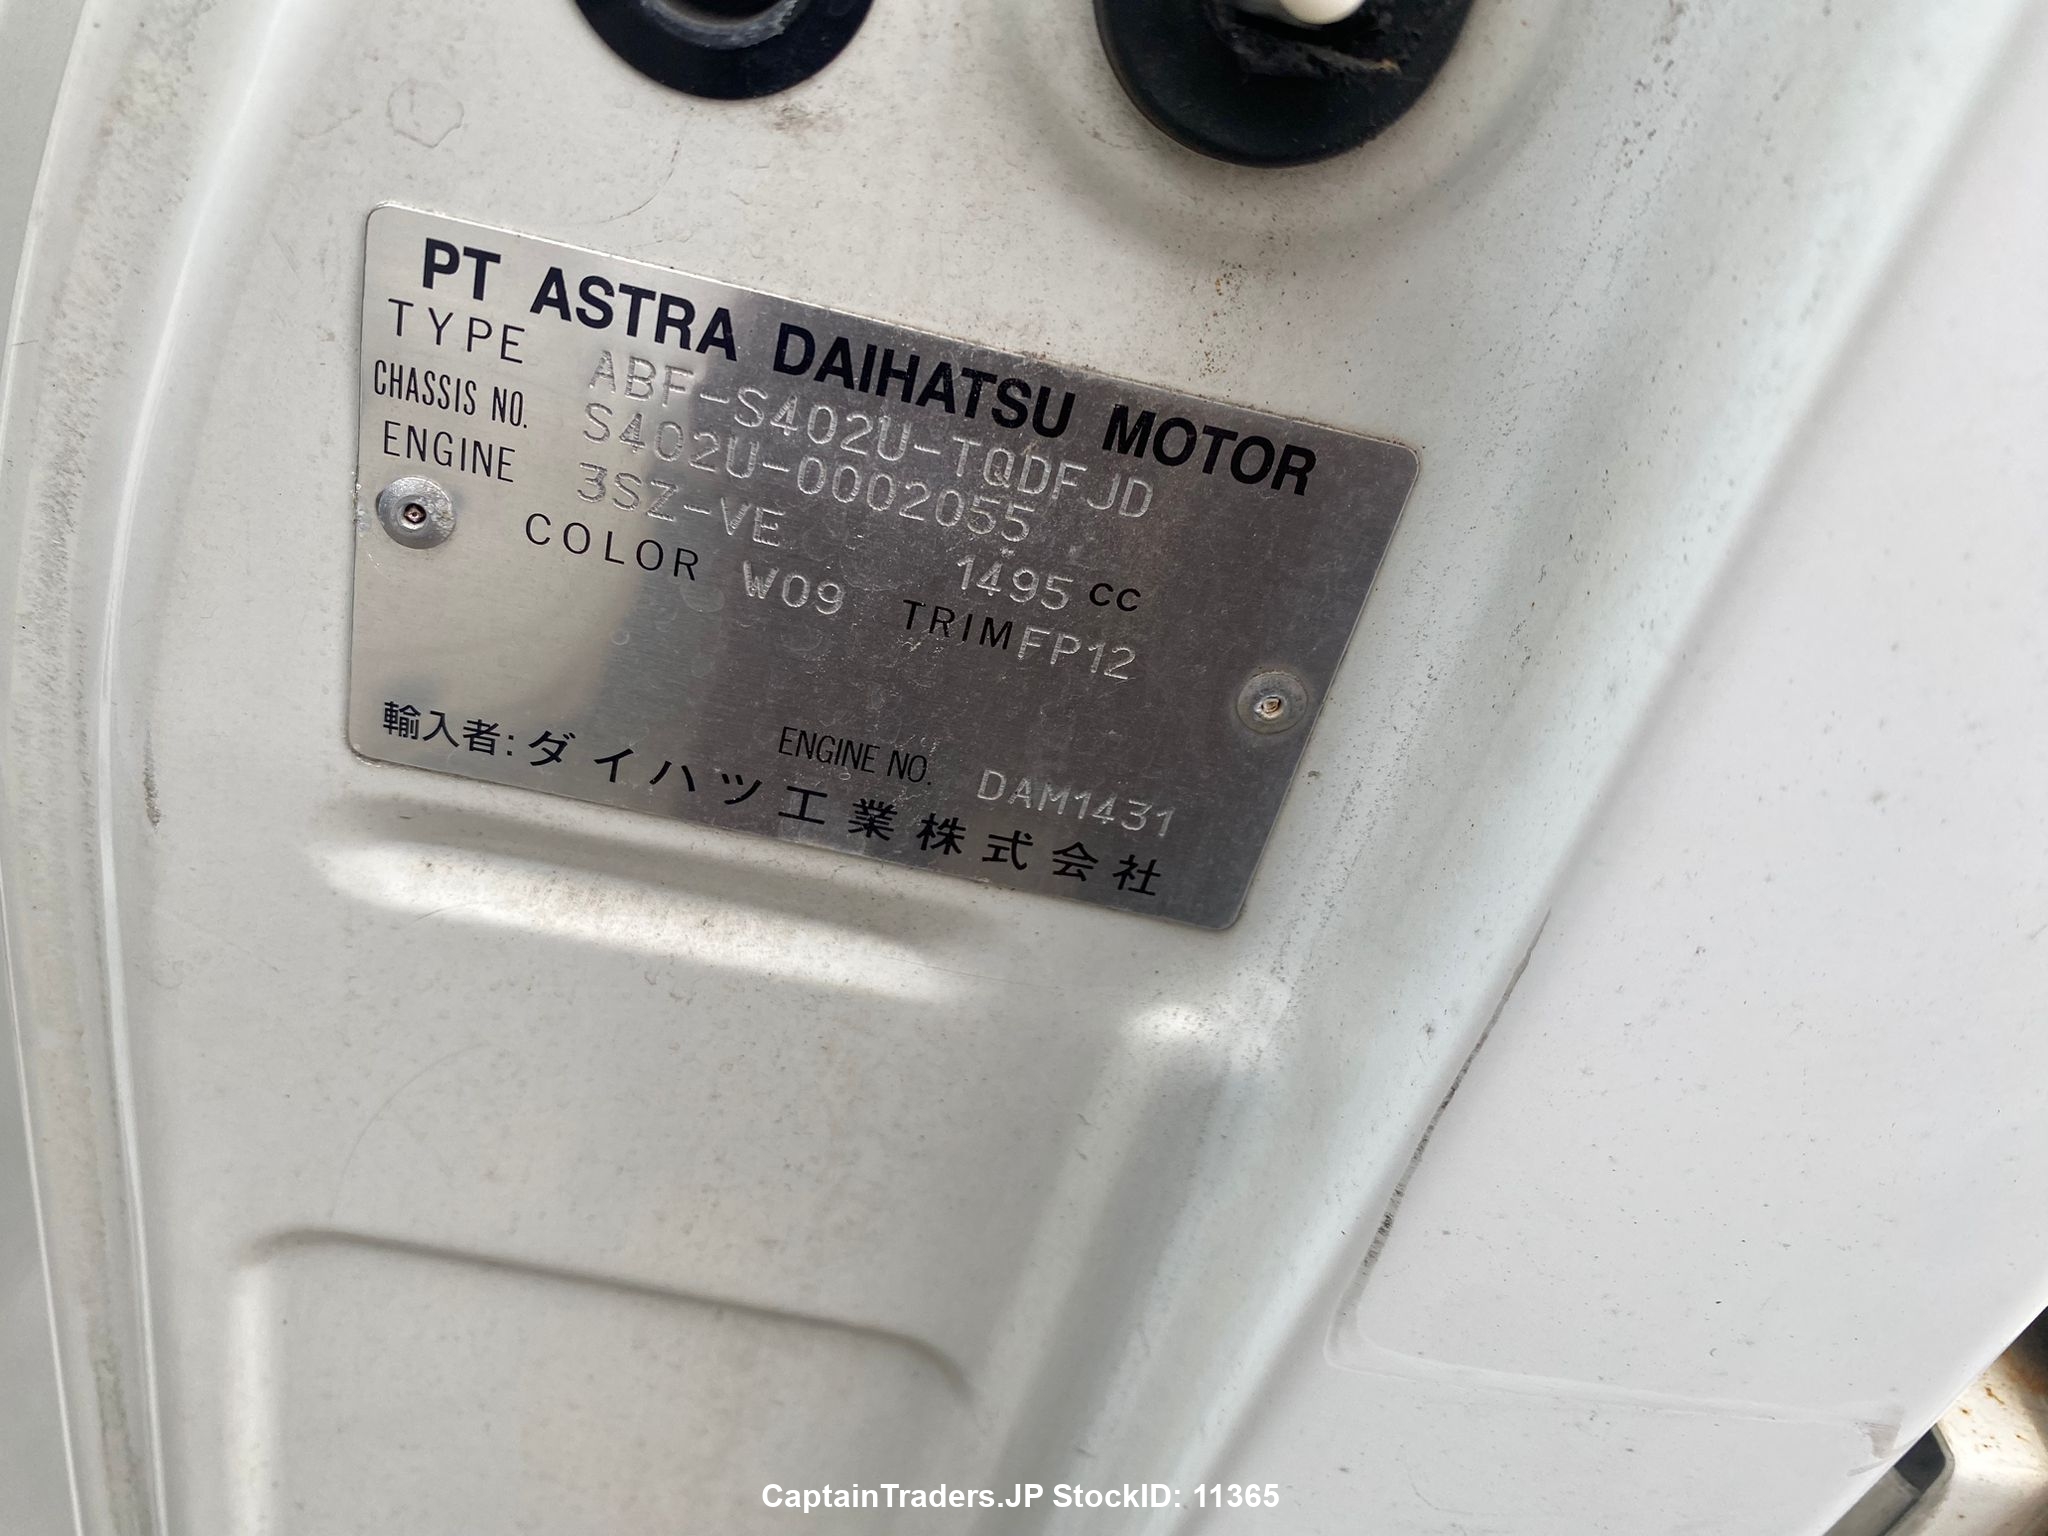 PT ASTRA DAIHATSU MOTOR
TYPE ABF-S402U-TQDFJD
CHASSIS NO. S402U-0002055
ENGINE 3SZ-VE 1495 CC
COLOR W09 TRIM FP12
ENGINE NO. DAM1431
輸入者:ダイハツ工業株式会社
CaptainTraders.JP StockID: 11365